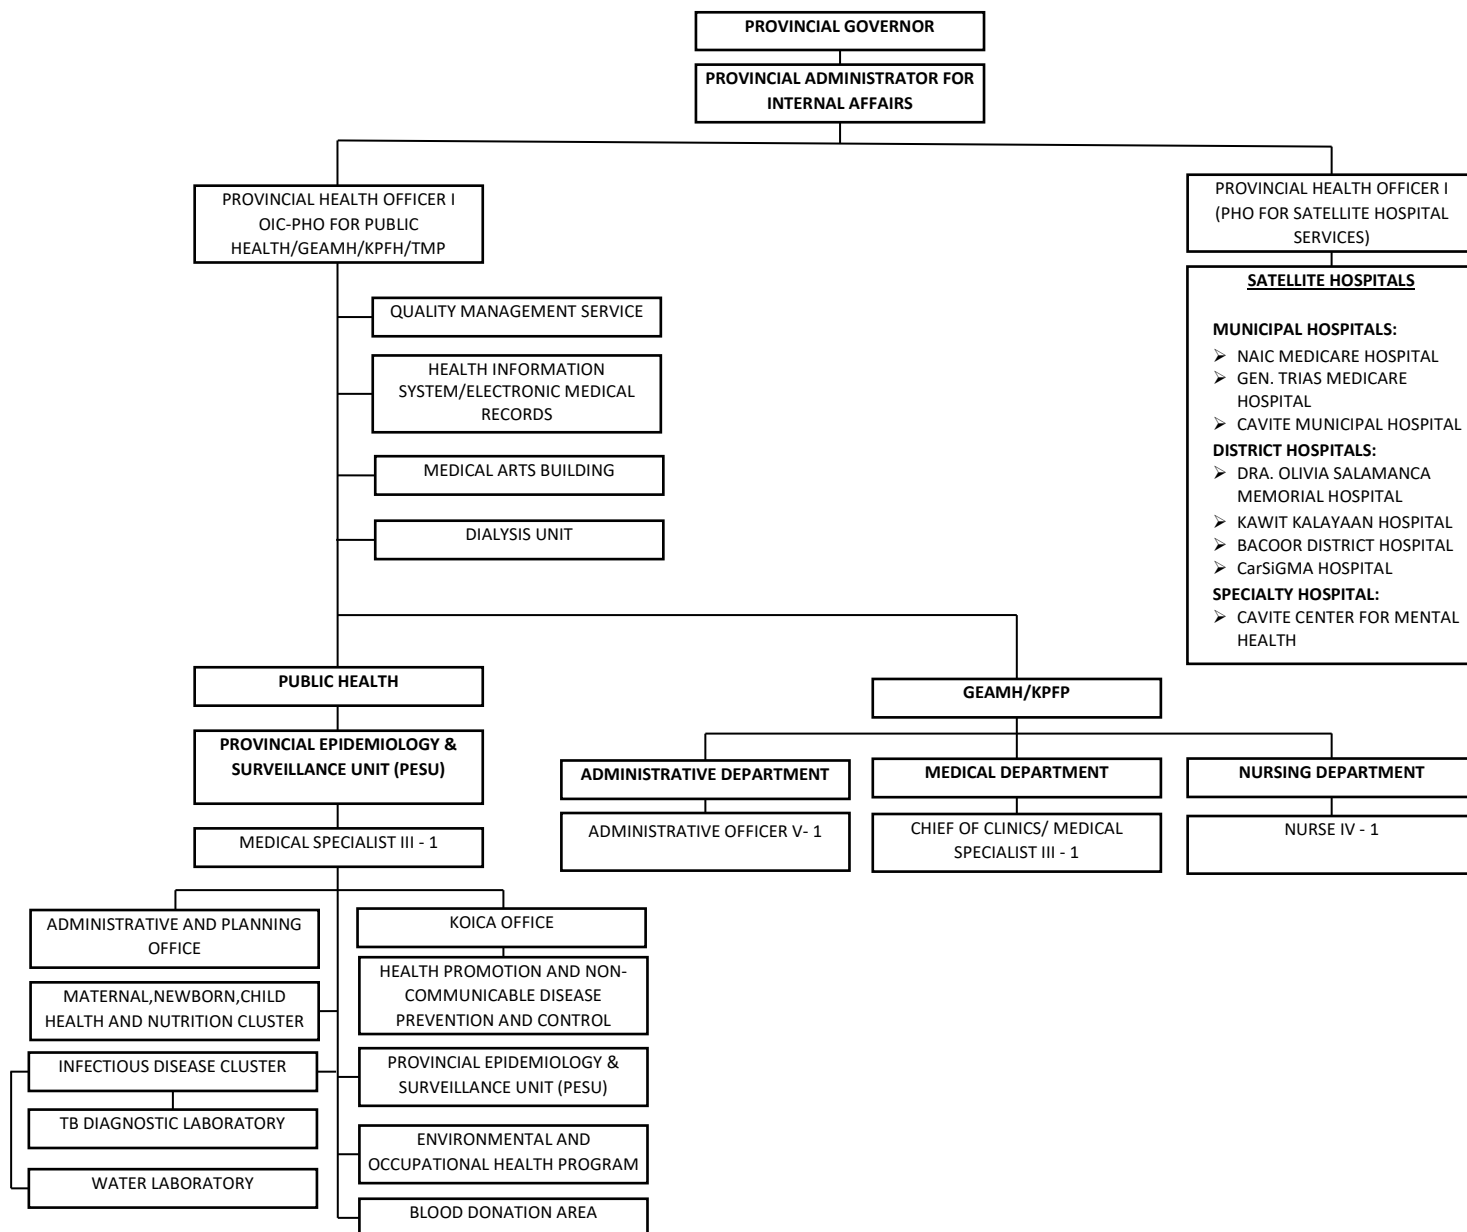 PROVINCIAL GOVERNOR
PROVINCIAL ADMINISTRATOR FOR
INTERNAL AFFAIRS
PROVINCIAL HEALTH OFFICER I
OIC-PHO FOR PUBLIC
HEALTH/GEAMH/KPFH/TMP
PROVINCIAL HEALTH OFFICER I
(PHO FOR SATELLITE HOSPITAL
SERVICES)
SATELLITE HOSPITALS
MUNICIPAL HOSPITALS:
➢ NAIC MEDICARE HOSPITAL
➢ GEN. TRIAS MEDICARE
HOSPITAL
➢ CAVITE MUNICIPAL HOSPITAL
DISTRICT HOSPITALS:
➢ DRA. OLIVIA SALAMANCA
MEMORIAL HOSPITAL
➢ KAWIT KALAYAAN HOSPITAL
➢ BACOOR DISTRICT HOSPITAL
➢ CarSiGMA HOSPITAL
SPECIALTY HOSPITAL:
➢ CAVITE CENTER FOR MENTAL
HEALTH
QUALITY MANAGEMENT SERVICE
HEALTH INFORMATION
SYSTEM/ELECTRONIC MEDICAL
RECORDS
MEDICAL ARTS BUILDING
DIALYSIS UNIT
PUBLIC HEALTH
PROVINCIAL EPIDEMIOLOGY &
SURVEILLANCE UNIT (PESU)
MEDICAL SPECIALIST III - 1
GEAMH/KPFP
ADMINISTRATIVE DEPARTMENT
ADMINISTRATIVE OFFICER V- 1
MEDICAL DEPARTMENT
CHIEF OF CLINICS/ MEDICAL
SPECIALIST III - 1
NURSING DEPARTMENT
NURSE IV - 1
ADMINISTRATIVE AND PLANNING
OFFICE
MATERNAL,NEWBORN,CHILD
HEALTH AND NUTRITION CLUSTER
INFECTIOUS DISEASE CLUSTER
TB DIAGNOSTIC LABORATORY
WATER LABORATORY
KOICA OFFICE
HEALTH PROMOTION AND NON-
COMMUNICABLE DISEASE
PREVENTION AND CONTROL
PROVINCIAL EPIDEMIOLOGY &
SURVEILLANCE UNIT (PESU)
ENVIRONMENTAL AND
OCCUPATIONAL HEALTH PROGRAM
BLOOD DONATION AREA